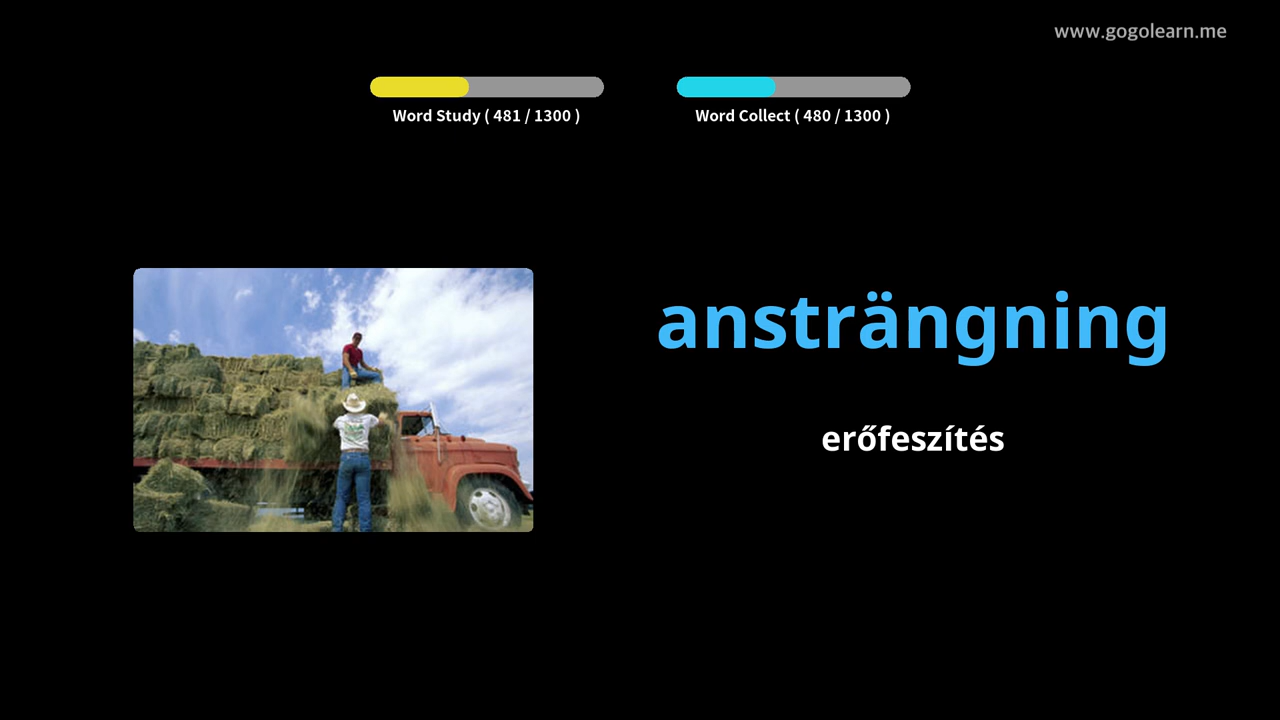 www.gogolearn.me
Word Study ( 481 / 1300 )
Word Collect ( 480 / 1300 )
ansträngning
erőfeszítés